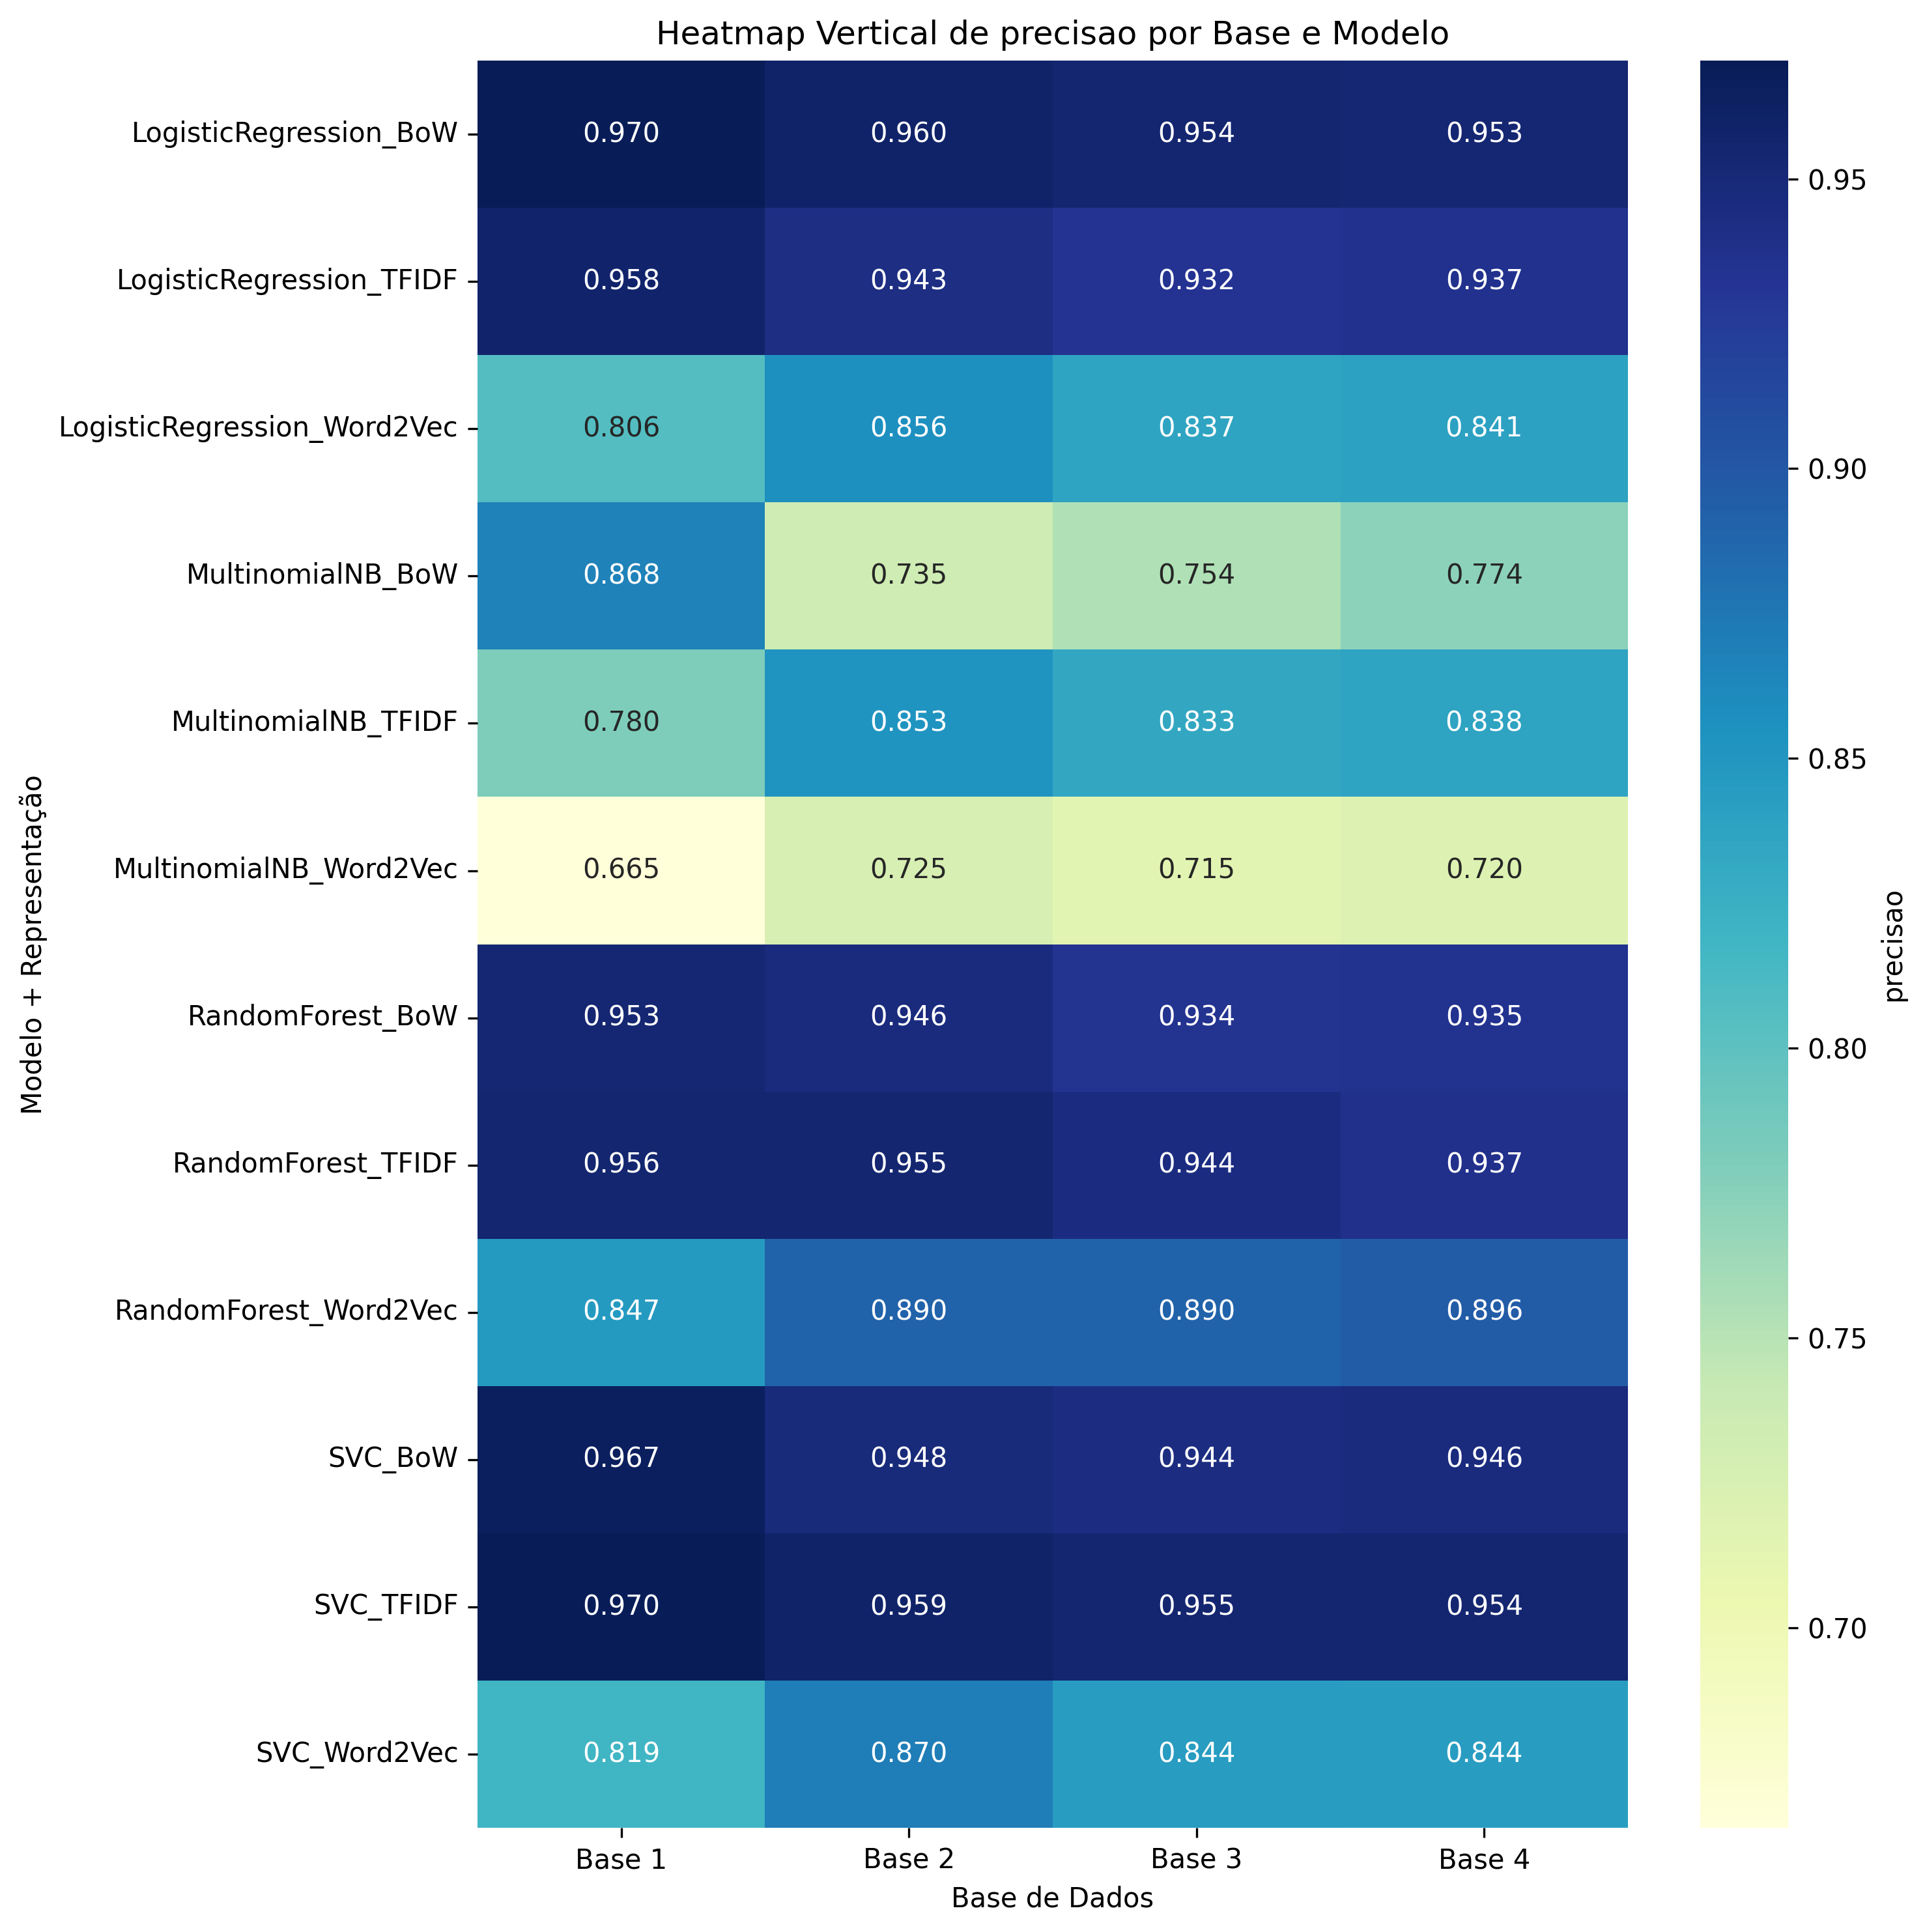 Heatmap Vertical de precisao por Base e Modelo
LogisticRegression_BoW 0.970 0.960 0.954 0.953
LogisticRegression_TFIDF 0.958 0.943 0.932 0.937
LogisticRegression_Word2Vec 0.806 0.856 0.837 0.841
MultinomialNB_BoW 0.868 0.735 0.754 0.774
MultinomialNB_TFIDF 0.780 0.853 0.833 0.838
MultinomialNB_Word2Vec 0.665 0.725 0.715 0.720
RandomForest_BoW 0.953 0.946 0.934 0.935
RandomForest_TFIDF 0.956 0.955 0.944 0.937
RandomForest_Word2Vec 0.847 0.890 0.890 0.896
SVC_BoW 0.967 0.948 0.944 0.946
SVC_TFIDF 0.970 0.959 0.955 0.954
SVC_Word2Vec 0.819 0.870 0.844 0.844
Base 1 Base 2 Base 3 Base 4
Base de Dados
Modelo + Representação
0.95
0.90
0.85
0.80
0.75
0.70
precisao